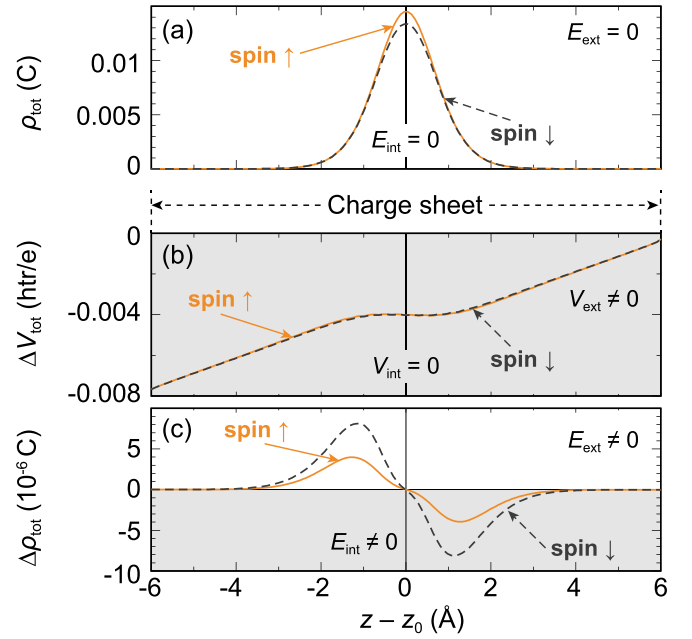 (a)
E_ext = 0
spin ↑
0.01
ρ_tot (C)
0.005
spin ↓
E_int = 0
0
Charge sheet
0
(b)
ΔV_tot (htr/e)
spin ↑
V_ext ≠ 0
-0.004
V_int = 0
spin ↓
-0.008
(c)
spin ↑
E_ext ≠ 0
5
Δρ_tot (10⁻⁶ C)
0
-5
E_int ≠ 0
spin ↓
-10
-6 -4 -2 0 2 4 6
z – z₀ (Å)